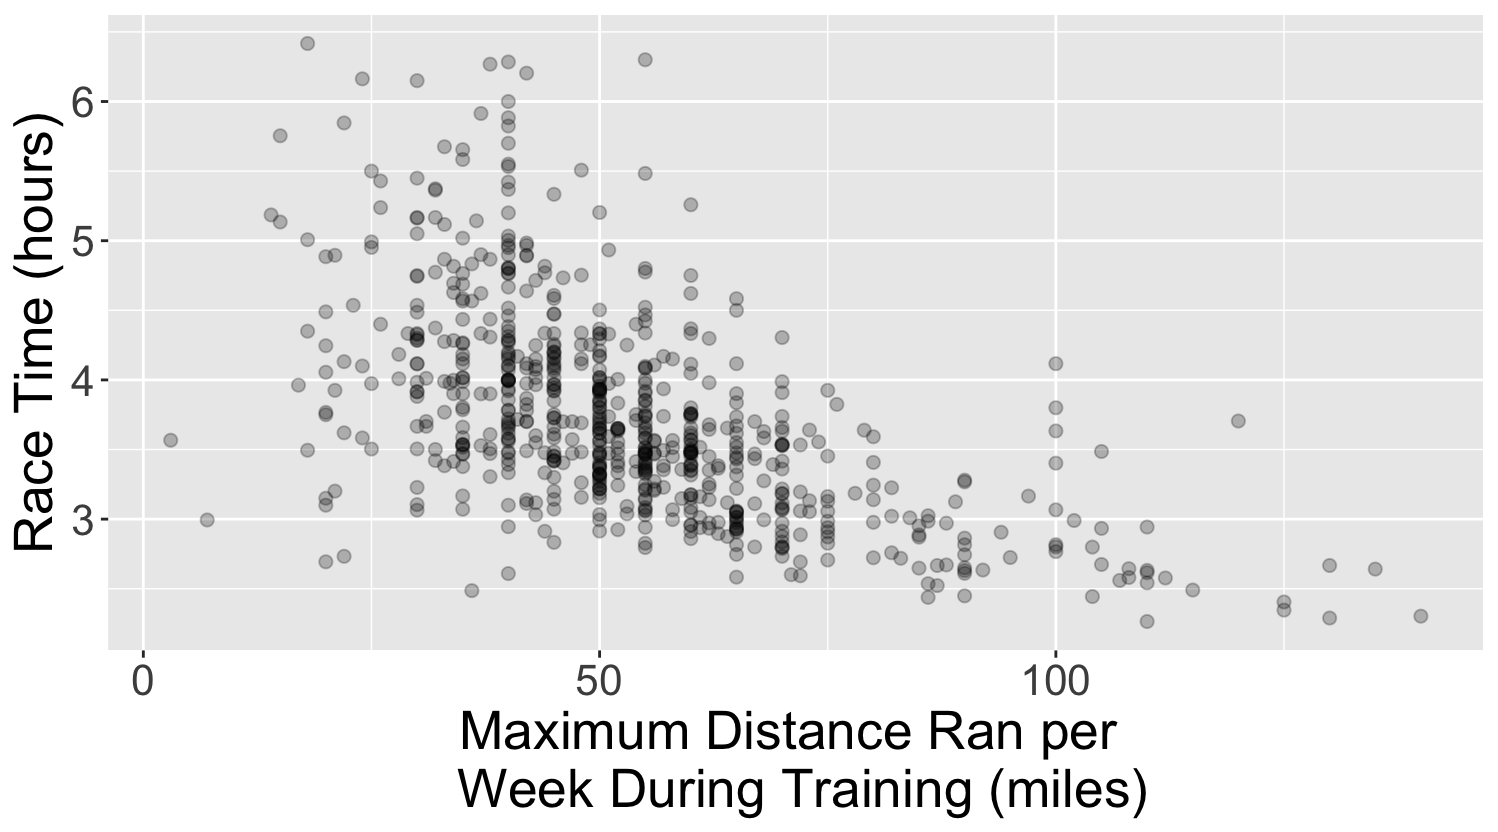 Race Time (hours)
6
5
4
3
0 50 100
Maximum Distance Ran per
Week During Training (miles)